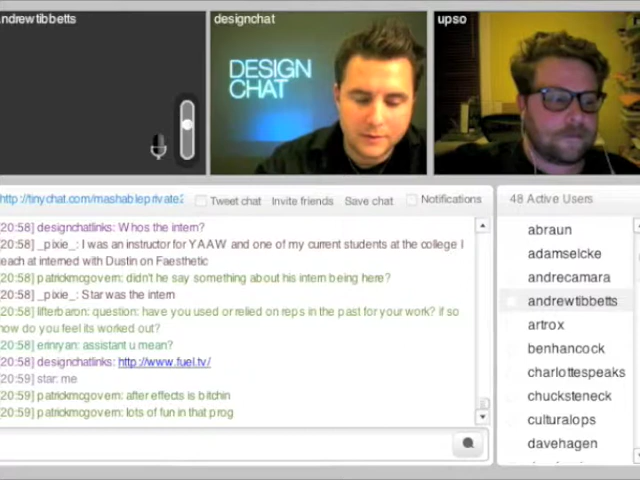 andrewtibbetts
designchat
upso
DESIGN
CHAT
http://tinychat.com/mashableprivate2
Tweet chat
Invite friends
Save chat
Notifications
48 Active Users
[20:58] designchatlinks: Whos the intern?
[20:58] _pixie_: I was an instructor for YAAW and one of my current students at the college I
teach at interned with Dustin on Faesthetic
[20:58] patrickmcgovern: didn't he say something about his intern being here?
[20:58] _pixie_: Star was the intern
[20:58] lifterbaron: question: have you used or relied on reps in the past for your work? if so
how do you feel its worked out?
[20:58] erinryan: assistant u mean?
[20:58] designchatlinks: http://www.fuel.tv/
[20:59] star: me
[20:59] patrickmcgovern: after effects is bitchin
[20:59] patrickmcgovern: lots of fun in that prog
abraun
adamselcke
andrecamara
andrewtibbetts
artrox
benhancock
charlottespeaks
chucksteneck
culturalops
davehagen